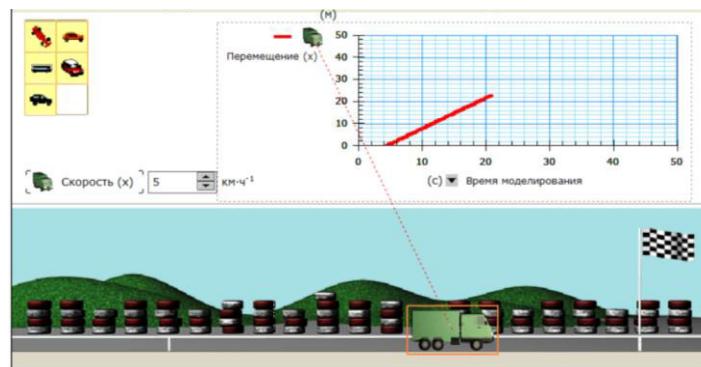 (м)
Перемещение (x)
50
40
30
20
10
0
0 10 20 30 40 50
(с) Время моделирования
Скорость (x) 5 км·ч⁻¹